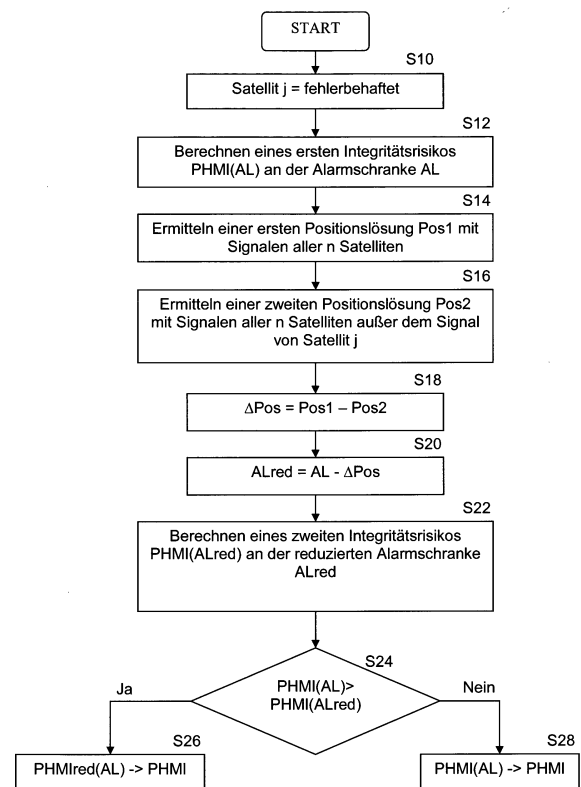 START
S10
Satellit j = fehlerbehaftet
S12
Berechnen eines ersten Integritätsrisikos
PHMI(AL) an der Alarmschranke AL
S14
Ermitteln einer ersten Positionslösung Pos1 mit
Signalen aller n Satelliten
S16
Ermitteln einer zweiten Positionslösung Pos2
mit Signalen aller n Satelliten außer dem Signal
von Satellit j
S18
ΔPos = Pos1 – Pos2
S20
ALred = AL - ΔPos
S22
Berechnen eines zweiten Integritätsrisikos
PHMI(ALred) an der reduzierten Alarmschranke
ALred
S24
PHMI(AL)>
PHMI(ALred)
Ja
Nein
S26
PHMIred(AL) -> PHMI
S28
PHMI(AL) -> PHMI